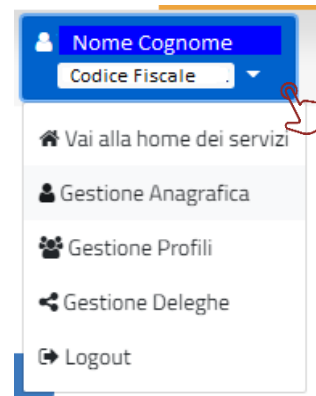 Nome Cognome
Codice Fiscale .
Vai alla home dei servizi
Gestione Anagrafica
Gestione Profili
Gestione Deleghe
Logout